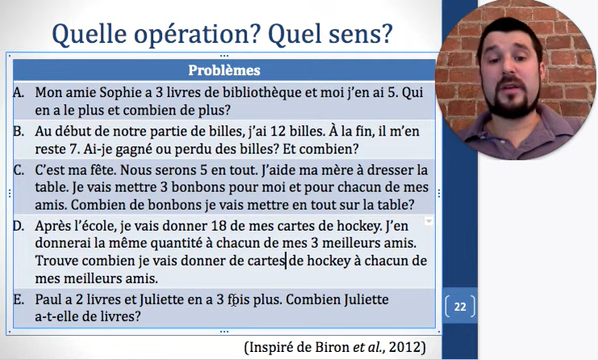 Quelle opération? Quel sens?
Problèmes
A. Mon amie Sophie a 3 livres de bibliothèque et moi j'en ai 5. Qui
en a le plus et combien de plus?
B. Au début de notre partie de billes, j'ai 12 billes. À la fin, il m'en
reste 7. Ai-je gagné ou perdu des billes? Et combien?
C. C'est ma fête. Nous serons 5 en tout. J'aide ma mère à dresser la
table. Je vais mettre 3 bonbons pour moi et pour chacun de mes
amis. Combien de bonbons je vais mettre en tout sur la table?
D. Après l'école, je vais donner 18 de mes cartes de hockey. J'en
donnerai la même quantité à chacun de mes 3 meilleurs amis.
Trouve combien je vais donner de cartes de hockey à chacun de
mes meilleurs amis.
E. Paul a 2 livres et Juliette en a 3 fois plus. Combien Juliette
a-t-elle de livres?
22
(Inspiré de Biron et al., 2012)